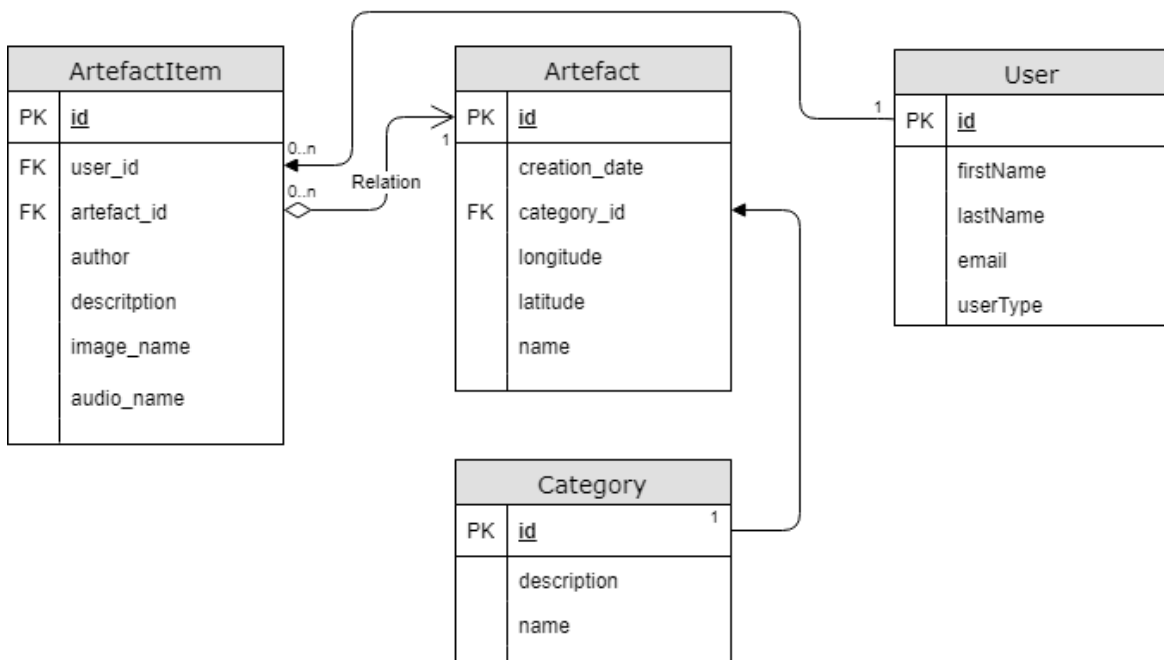 ArtefactItem
PK id
FK user_id
FK artefact_id
author
descritption
image_name
audio_name
0..n
0..n
Relation
1
Artefact
PK id
creation_date
FK category_id
longitude
latitude
name
1
User
PK id
firstName
lastName
email
userType
Category
PK id 1
description
name